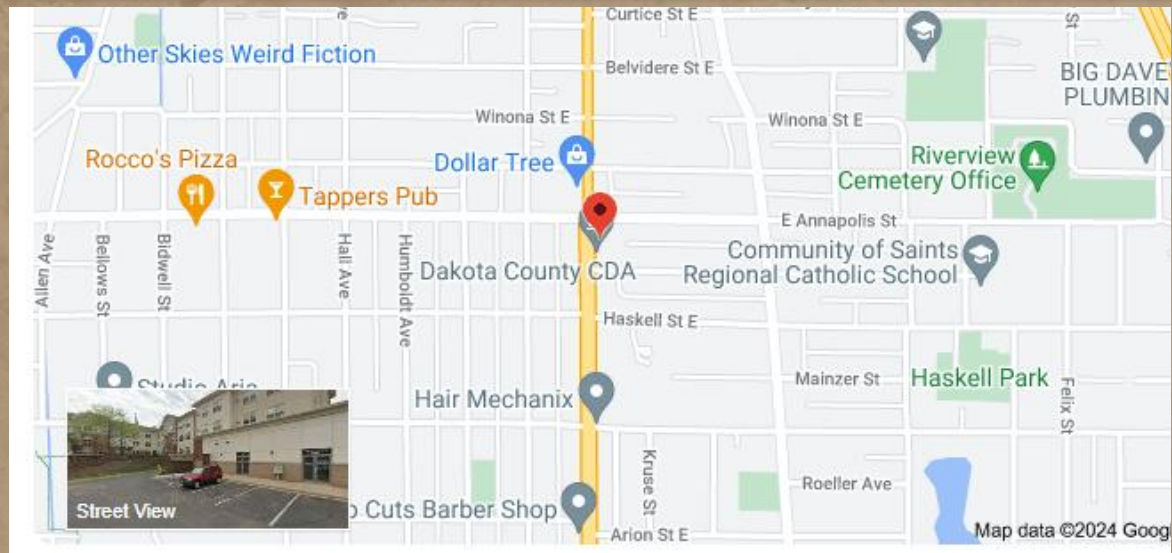 Curtice St E
St
Other Skies Weird Fiction
Belvidere St E
BIG DAVE
PLUMBIN
Winona St E
Winona St E
Dollar Tree
Rocco's Pizza
Tappers Pub
Riverview
Cemetery Office
E Annapolis St
Allen Ave
Bellows St
Bidwell St
Hall Ave
Humboldt Ave
Dakota County CDA
Community of Saints
Regional Catholic School
Haskell St E
Mainzer St
Haskell Park
Felix St
Hair Mechanix
Kruse St
Roeller Ave
Street View
Cuts Barber Shop
Arion St E
Map data ©2024 Goog